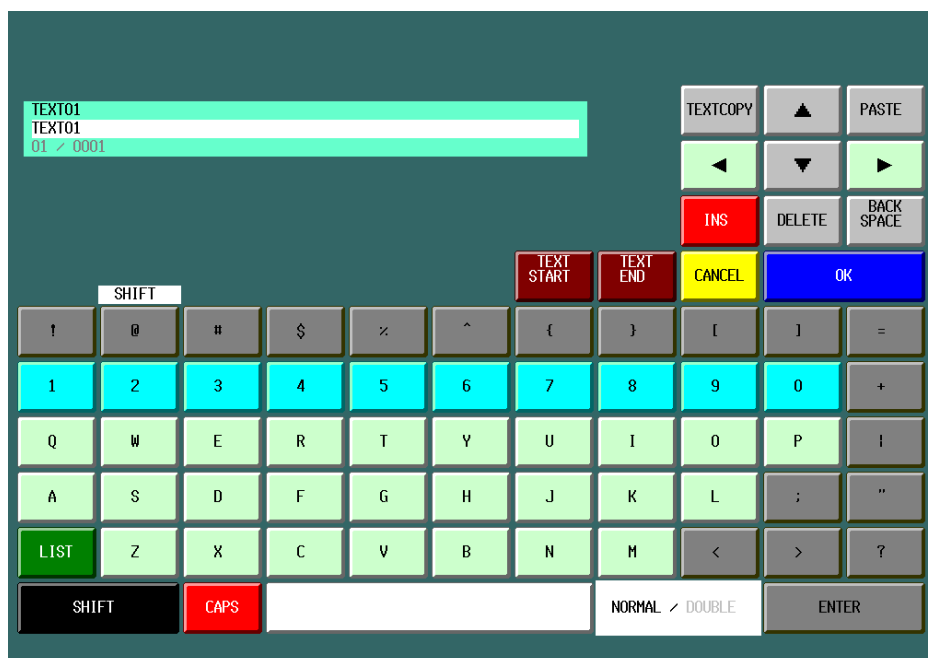 TEXT01
TEXT01
01 / 0001
TEXTCOPY ▲ PASTE
◄ ▼ ►
INS DELETE BACK SPACE
TEXT START TEXT END CANCEL OK
SHIFT
! @ # $ % ^ { } [ ] =
1 2 3 4 5 6 7 8 9 0 +
Q W E R T Y U I O P |
A S D F G H J K L ; "
LIST Z X C V B N M < > ?
SHIFT CAPS NORMAL / DOUBLE ENTER